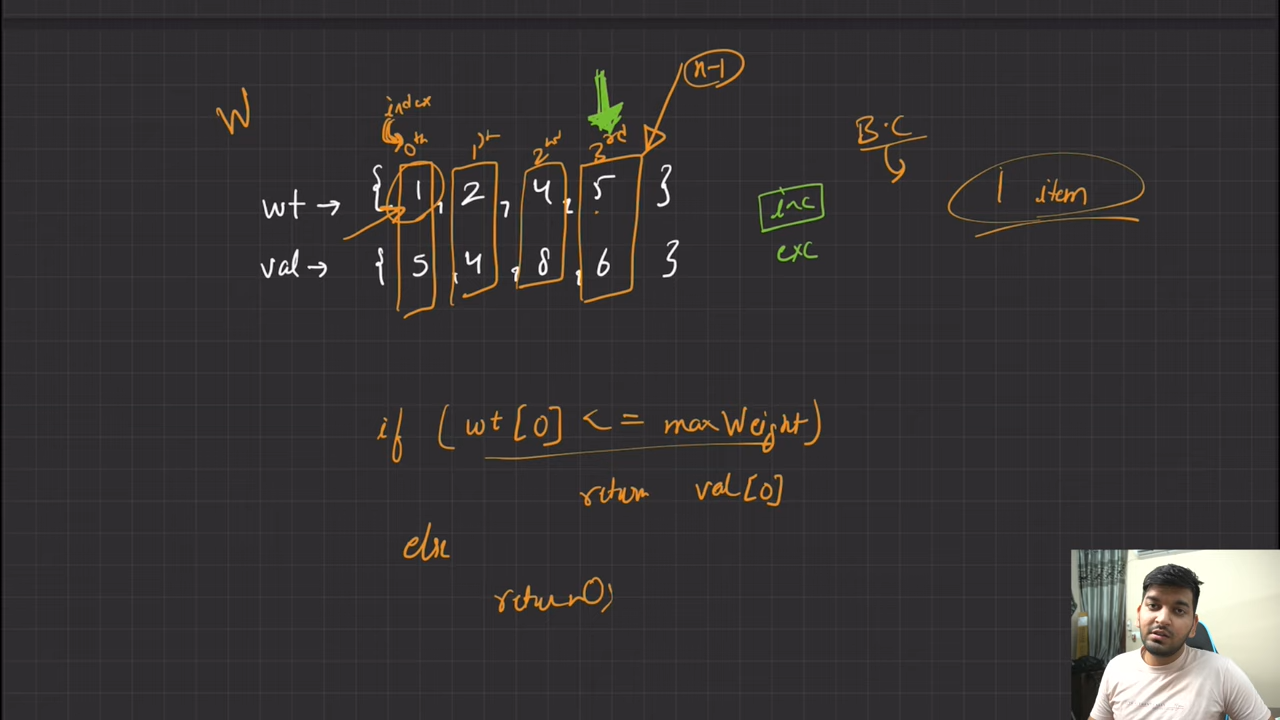 W
index
0th 1st 2nd 3rd
n-1
wt → { 1, 2, 4, 5 }
val → { 5, 4, 8, 6 }
inc
exc
B.C
1 item
if ( wt[0] <= maxWeight)
return val[0]
else
return 0;